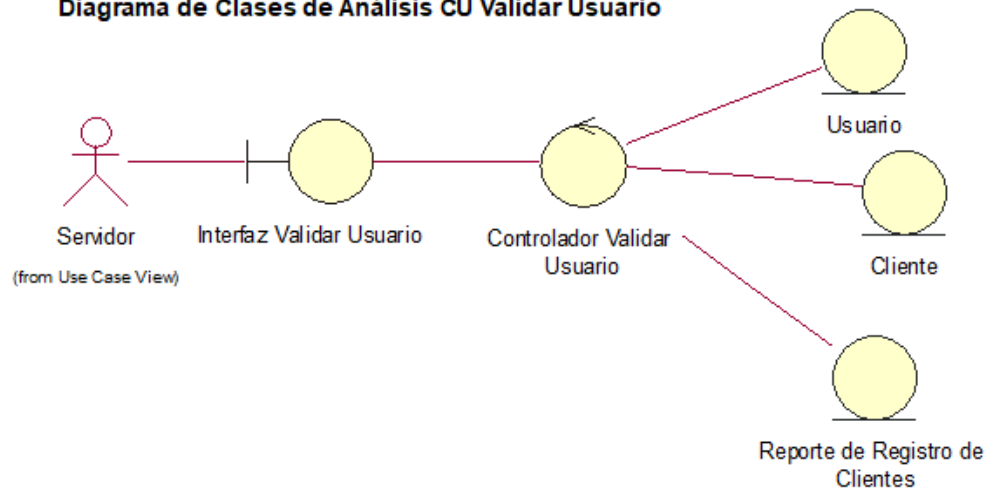 Diagrama de Clases de Análisis CU Validar Usuario
Usuario
Servidor
(from Use Case View)
Interfaz Validar Usuario
Controlador Validar
Usuario
Cliente
Reporte de Registro de
Clientes